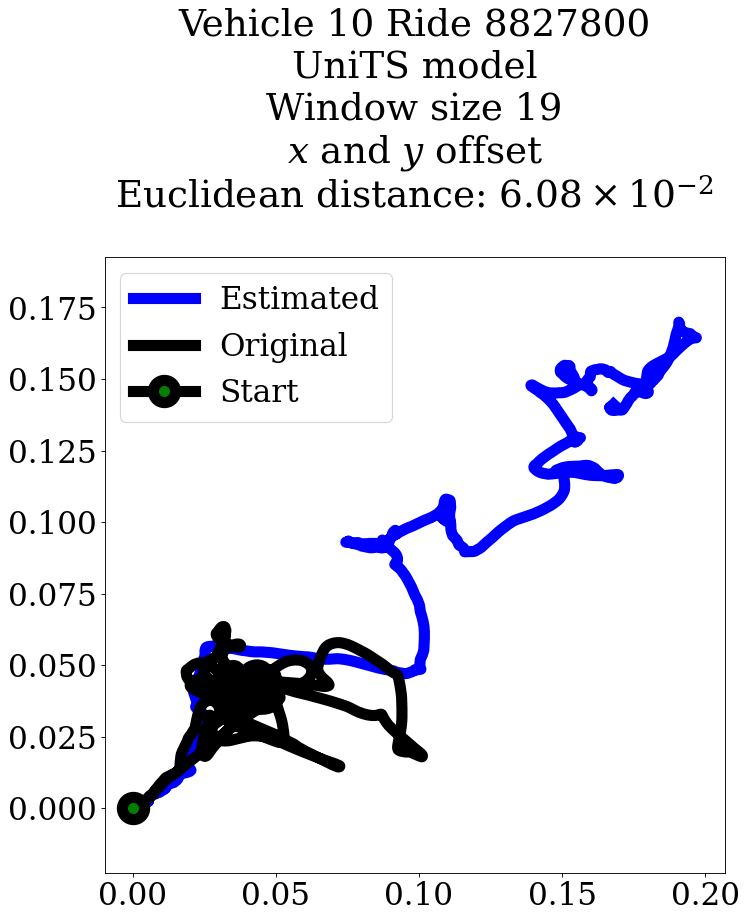 Vehicle 10 Ride 8827800
UniTS model
Window size 19
x and y offset
Euclidean distance: 6.08 × 10⁻²
Estimated
Original
Start
0.175
0.150
0.125
0.100
0.075
0.050
0.025
0.000
0.00 0.05 0.10 0.15 0.20